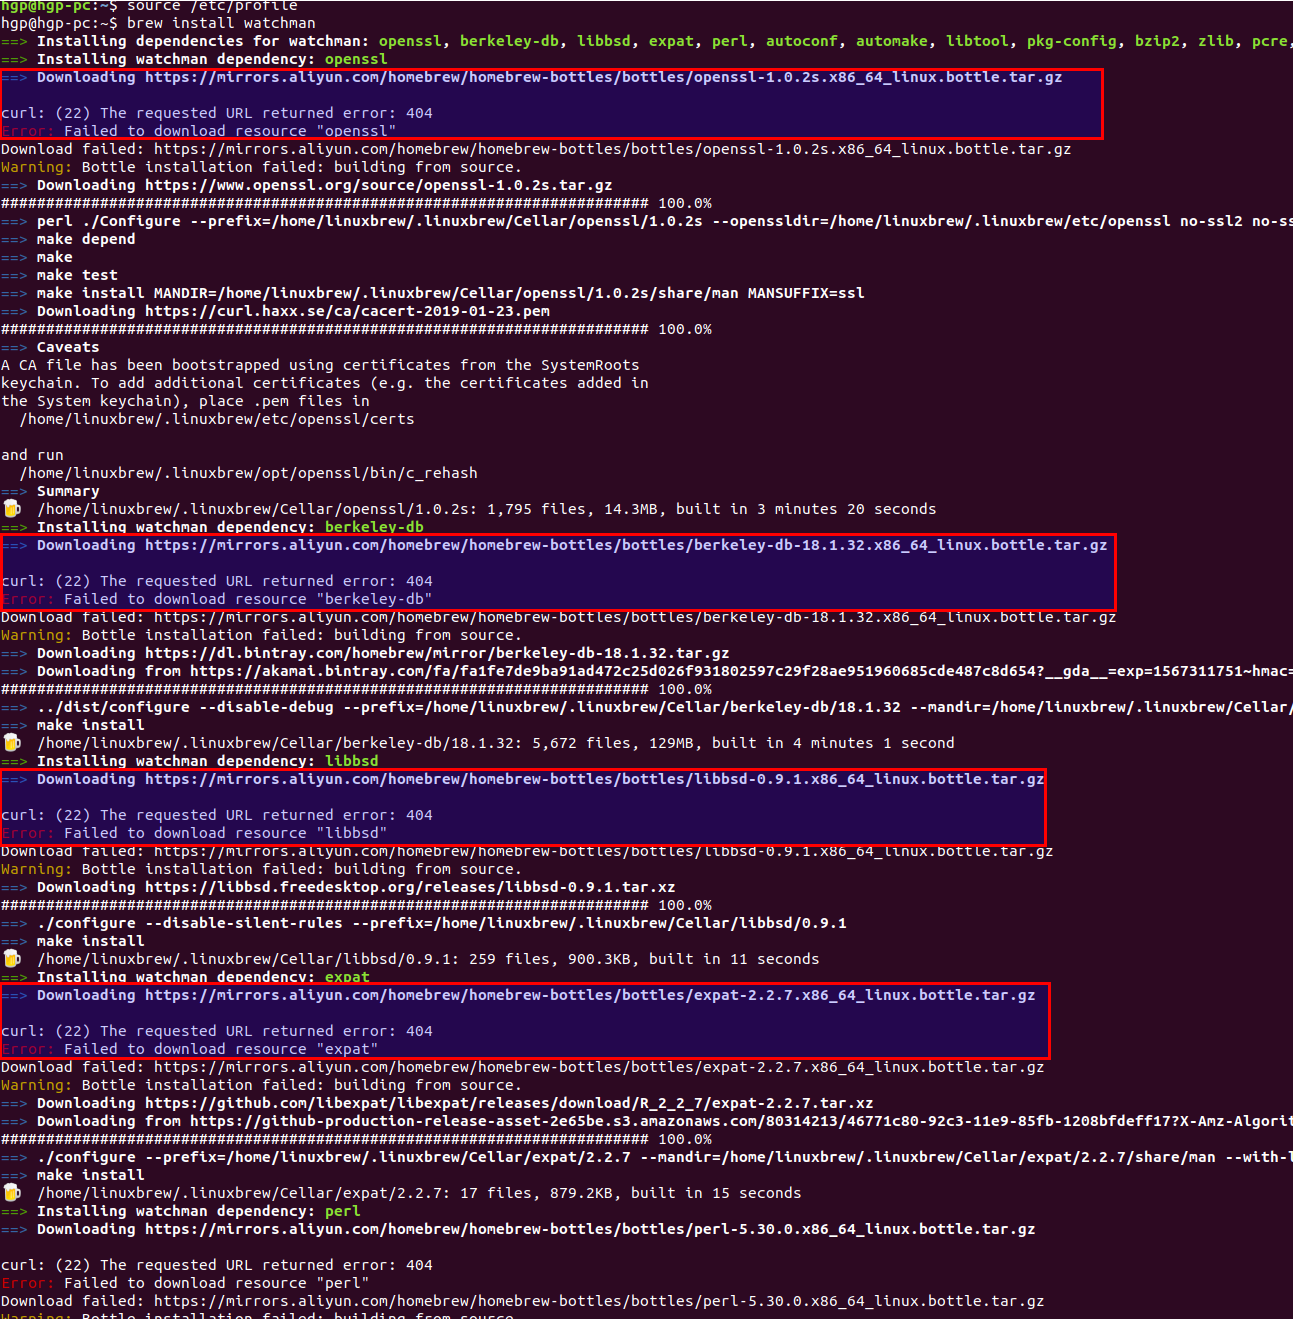 hgp@hgp-pc:~$ source /etc/profile
hgp@hgp-pc:~$ brew install watchman
==> Installing dependencies for watchman: openssl, berkeley-db, libbsd, expat, perl, autoconf, automake, libtool, pkg-config, bzip2, zlib, pcre,
==> Installing watchman dependency: openssl
==> Downloading https://mirrors.aliyun.com/homebrew/homebrew-bottles/bottles/openssl-1.0.2s.x86_64_linux.bottle.tar.gz
curl: (22) The requested URL returned error: 404
Error: Failed to download resource "openssl"
Download failed: https://mirrors.aliyun.com/homebrew/homebrew-bottles/bottles/openssl-1.0.2s.x86_64_linux.bottle.tar.gz
Warning: Bottle installation failed: building from source.
==> Downloading https://www.openssl.org/source/openssl-1.0.2s.tar.gz
######################################################################## 100.0%
==> perl ./Configure --prefix=/home/linuxbrew/.linuxbrew/Cellar/openssl/1.0.2s --openssldir=/home/linuxbrew/.linuxbrew/etc/openssl no-ssl2 no-ss
==> make depend
==> make
==> make test
==> make install MANDIR=/home/linuxbrew/.linuxbrew/Cellar/openssl/1.0.2s/share/man MANSUFFIX=ssl
==> Downloading https://curl.haxx.se/ca/cacert-2019-01-23.pem
######################################################################## 100.0%
==> Caveats
A CA file has been bootstrapped using certificates from the SystemRoots
keychain. To add additional certificates (e.g. the certificates added in
the System keychain), place .pem files in
  /home/linuxbrew/.linuxbrew/etc/openssl/certs
and run
  /home/linuxbrew/.linuxbrew/opt/openssl/bin/c_rehash
==> Summary
🍺  /home/linuxbrew/.linuxbrew/Cellar/openssl/1.0.2s: 1,795 files, 14.3MB, built in 3 minutes 20 seconds
==> Installing watchman dependency: berkeley-db
==> Downloading https://mirrors.aliyun.com/homebrew/homebrew-bottles/bottles/berkeley-db-18.1.32.x86_64_linux.bottle.tar.gz
curl: (22) The requested URL returned error: 404
Error: Failed to download resource "berkeley-db"
Download failed: https://mirrors.aliyun.com/homebrew/homebrew-bottles/bottles/berkeley-db-18.1.32.x86_64_linux.bottle.tar.gz
Warning: Bottle installation failed: building from source.
==> Downloading https://dl.bintray.com/homebrew/mirror/berkeley-db-18.1.32.tar.gz
==> Downloading from https://akamai.bintray.com/fa/fa1fe7de9ba91ad472c25d026f931802597c29f28ae951960685cde487c8d654?__gda__=exp=1567311751~hmac=
######################################################################## 100.0%
==> ../dist/configure --disable-debug --prefix=/home/linuxbrew/.linuxbrew/Cellar/berkeley-db/18.1.32 --mandir=/home/linuxbrew/.linuxbrew/Cellar/
==> make install
🍺  /home/linuxbrew/.linuxbrew/Cellar/berkeley-db/18.1.32: 5,672 files, 129MB, built in 4 minutes 1 second
==> Installing watchman dependency: libbsd
==> Downloading https://mirrors.aliyun.com/homebrew/homebrew-bottles/bottles/libbsd-0.9.1.x86_64_linux.bottle.tar.gz
curl: (22) The requested URL returned error: 404
Error: Failed to download resource "libbsd"
Download failed: https://mirrors.aliyun.com/homebrew/homebrew-bottles/bottles/libbsd-0.9.1.x86_64_linux.bottle.tar.gz
Warning: Bottle installation failed: building from source.
==> Downloading https://libbsd.freedesktop.org/releases/libbsd-0.9.1.tar.xz
######################################################################## 100.0%
==> ./configure --disable-silent-rules --prefix=/home/linuxbrew/.linuxbrew/Cellar/libbsd/0.9.1
==> make install
🍺  /home/linuxbrew/.linuxbrew/Cellar/libbsd/0.9.1: 259 files, 900.3KB, built in 11 seconds
==> Installing watchman dependency: expat
==> Downloading https://mirrors.aliyun.com/homebrew/homebrew-bottles/bottles/expat-2.2.7.x86_64_linux.bottle.tar.gz
curl: (22) The requested URL returned error: 404
Error: Failed to download resource "expat"
Download failed: https://mirrors.aliyun.com/homebrew/homebrew-bottles/bottles/expat-2.2.7.x86_64_linux.bottle.tar.gz
Warning: Bottle installation failed: building from source.
==> Downloading https://github.com/libexpat/libexpat/releases/download/R_2_2_7/expat-2.2.7.tar.xz
==> Downloading from https://github-production-release-asset-2e65be.s3.amazonaws.com/80314213/46771c80-92c3-11e9-85fb-1208bfdeff17?X-Amz-Algorit
######################################################################## 100.0%
==> ./configure --prefix=/home/linuxbrew/.linuxbrew/Cellar/expat/2.2.7 --mandir=/home/linuxbrew/.linuxbrew/Cellar/expat/2.2.7/share/man --with-l
==> make install
🍺  /home/linuxbrew/.linuxbrew/Cellar/expat/2.2.7: 17 files, 879.2KB, built in 15 seconds
==> Installing watchman dependency: perl
==> Downloading https://mirrors.aliyun.com/homebrew/homebrew-bottles/bottles/perl-5.30.0.x86_64_linux.bottle.tar.gz
curl: (22) The requested URL returned error: 404
Error: Failed to download resource "perl"
Download failed: https://mirrors.aliyun.com/homebrew/homebrew-bottles/bottles/perl-5.30.0.x86_64_linux.bottle.tar.gz
Warning: Bottle installation failed: building from source.